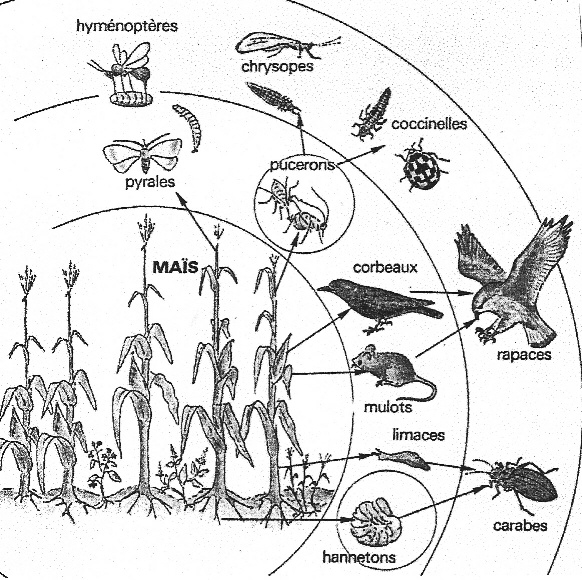 hyménoptères
chrysopes
coccinelles
pucerons
pyrales
MAÏS
corbeaux
rapaces
mulots
limaces
carabes
hannetons